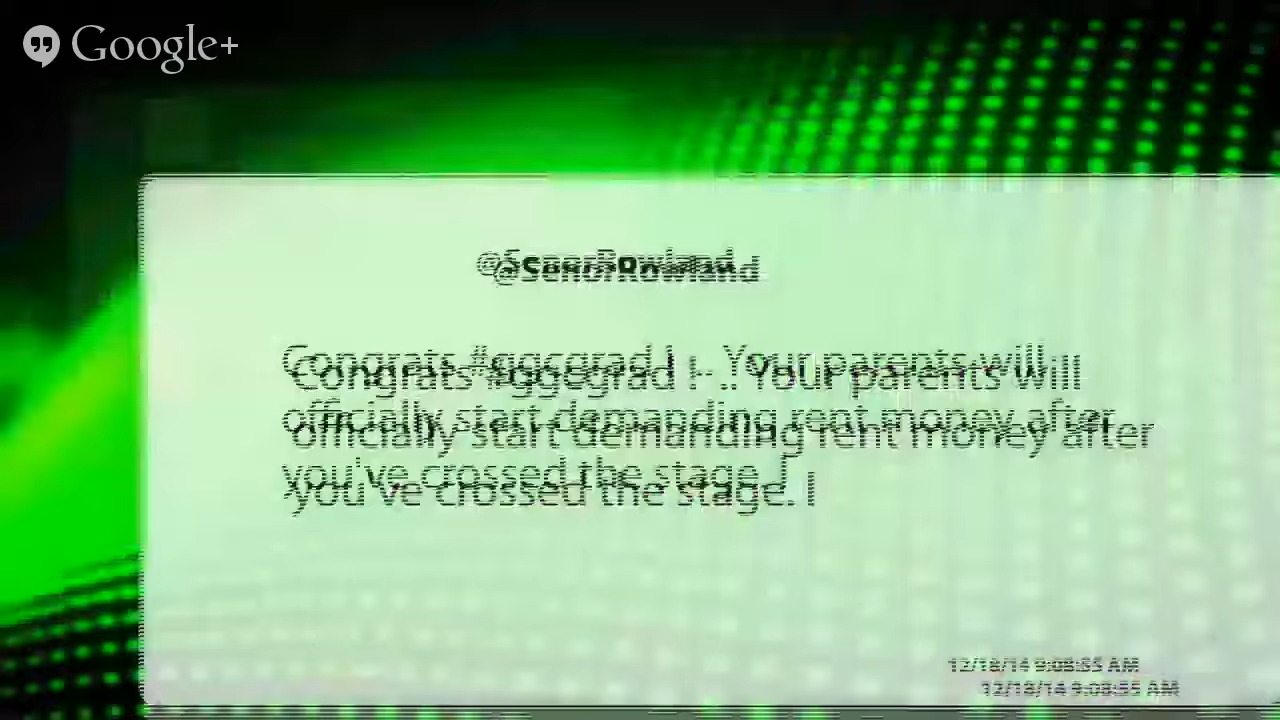 Google+
@SenorRowland
Congrats #ggcgrad ! - .. Your parents will
officially start demanding rent money after
you've crossed the stage. !
12/18/14 9:08:55 AM